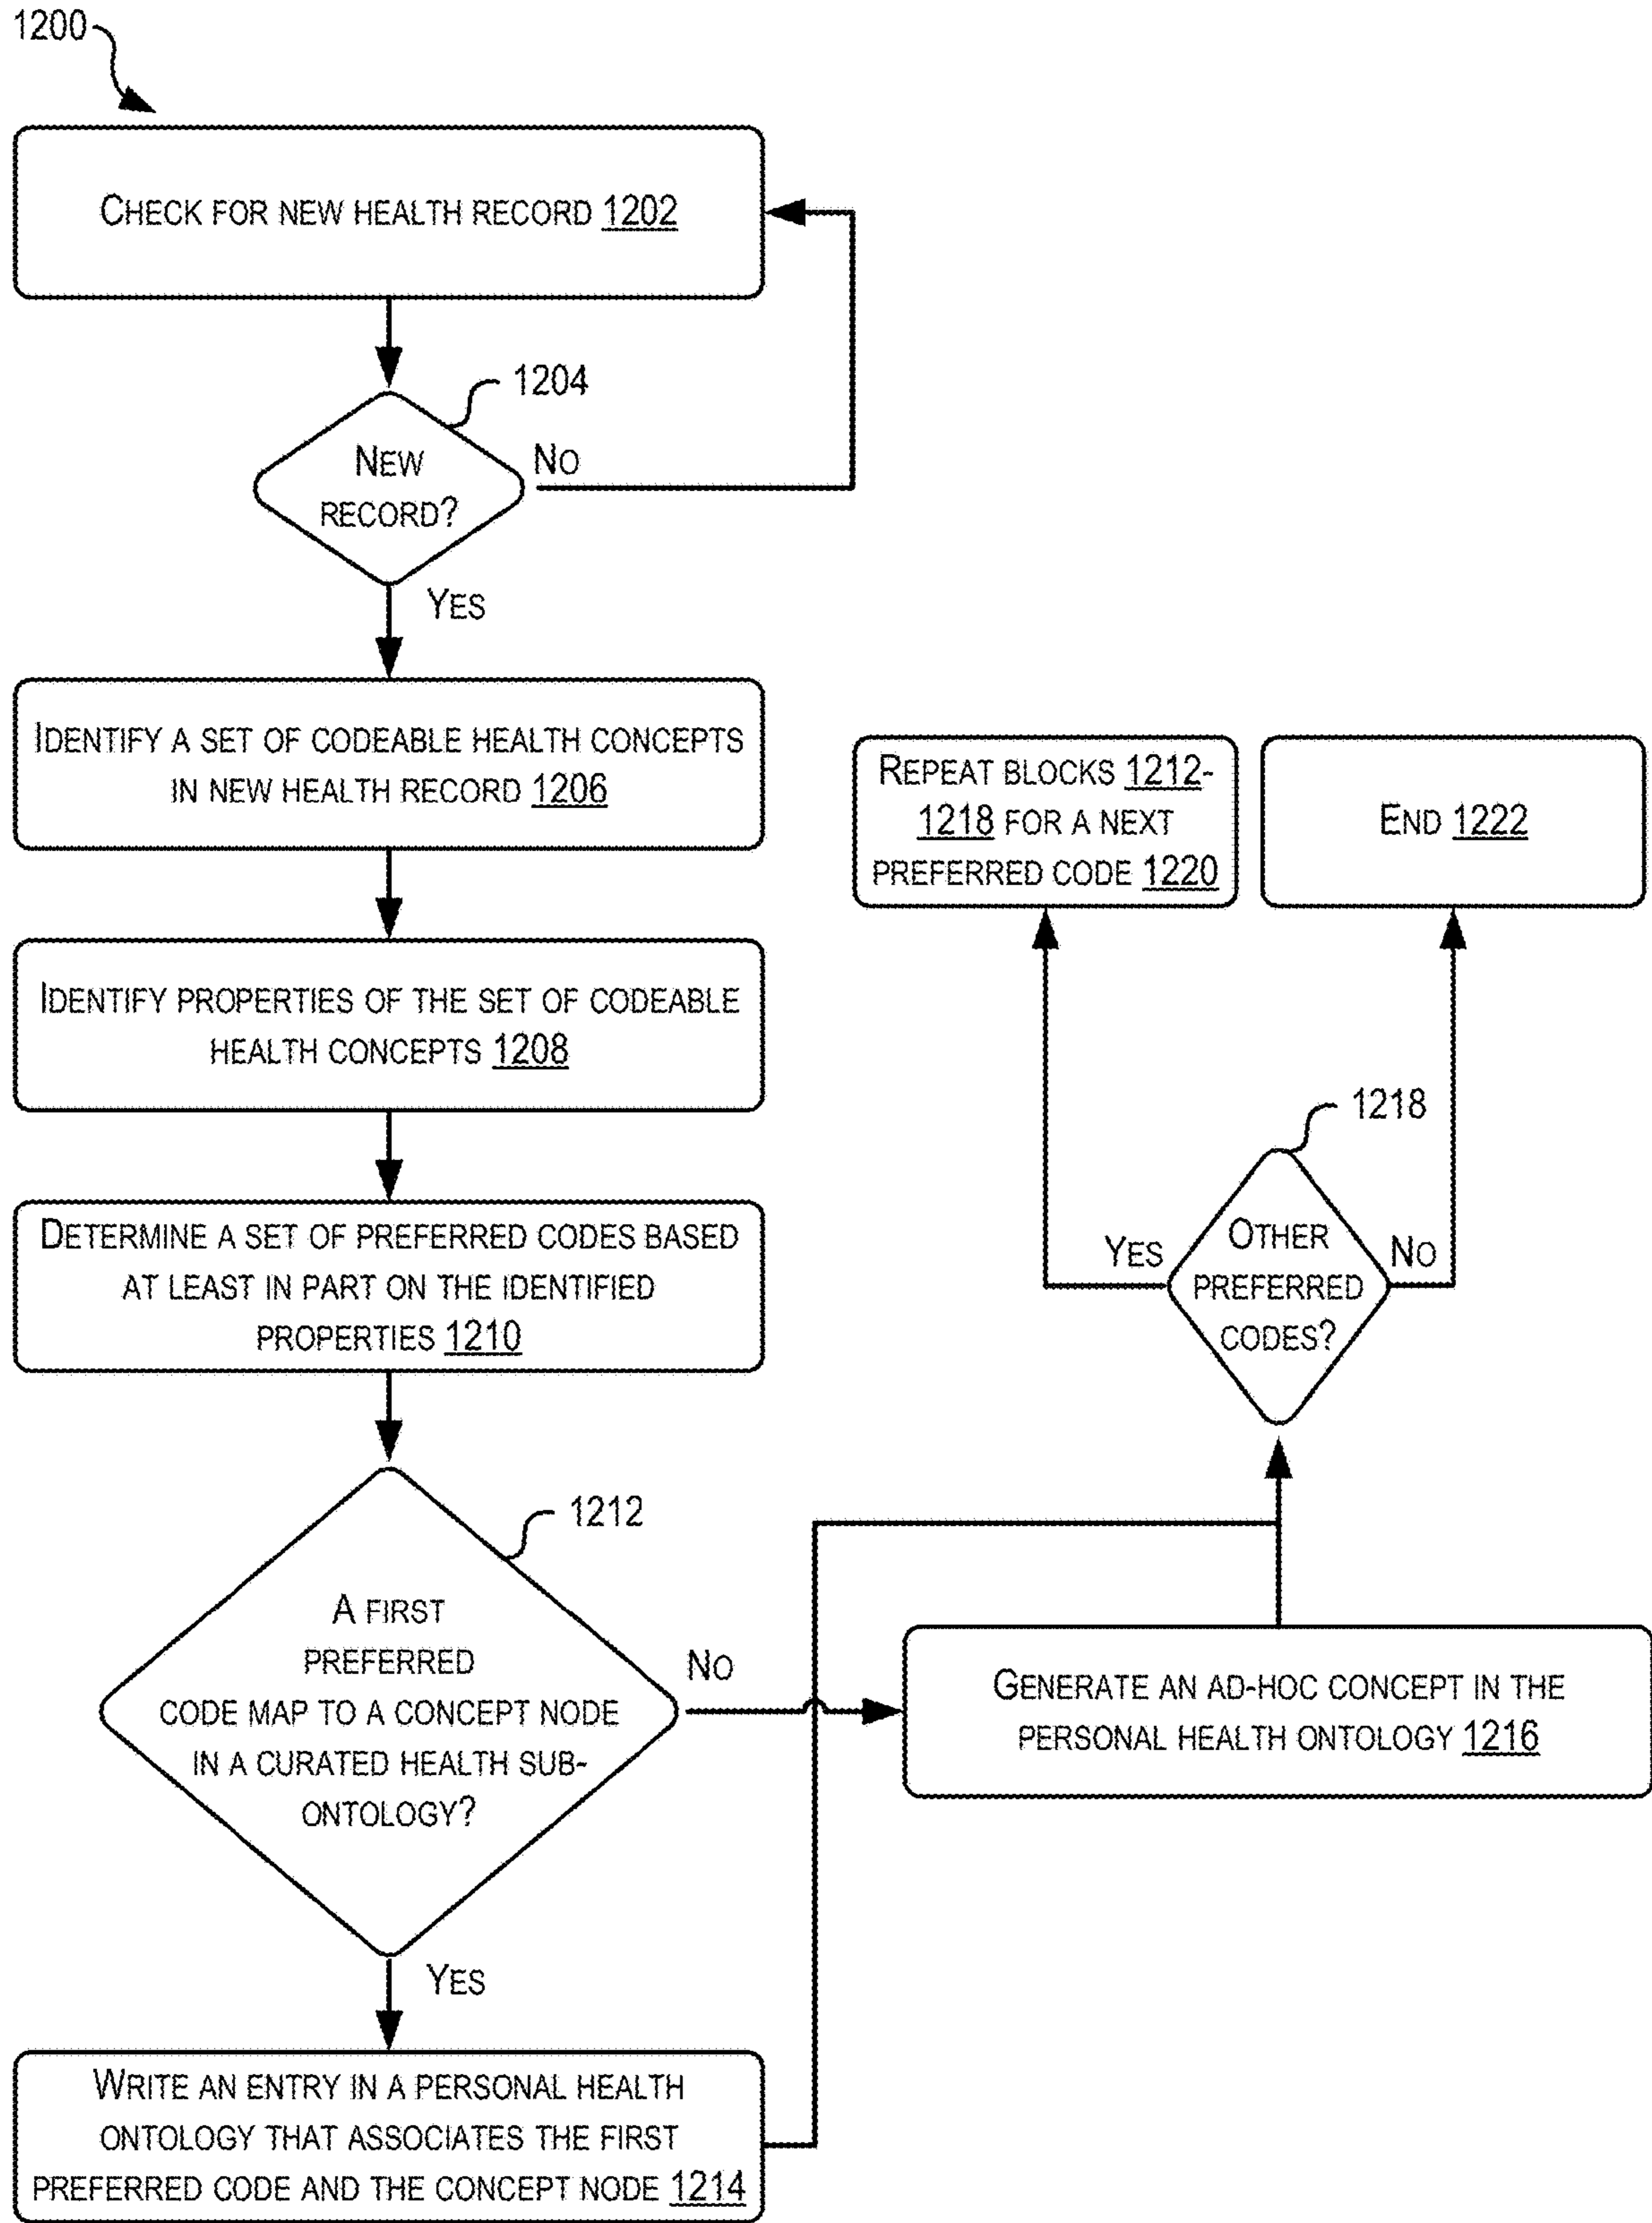 1200
CHECK FOR NEW HEALTH RECORD 1202
1204
NEW
RECORD?
NO
YES
IDENTIFY A SET OF CODEABLE HEALTH CONCEPTS
IN NEW HEALTH RECORD 1206
IDENTIFY PROPERTIES OF THE SET OF CODEABLE
HEALTH CONCEPTS 1208
DETERMINE A SET OF PREFERRED CODES BASED
AT LEAST IN PART ON THE IDENTIFIED
PROPERTIES 1210
1212
A FIRST
PREFERRED
CODE MAP TO A CONCEPT NODE
IN A CURATED HEALTH SUB-
ONTOLOGY?
NO
YES
WRITE AN ENTRY IN A PERSONAL HEALTH
ONTOLOGY THAT ASSOCIATES THE FIRST
PREFERRED CODE AND THE CONCEPT NODE 1214
GENERATE AN AD-HOC CONCEPT IN THE
PERSONAL HEALTH ONTOLOGY 1216
1218
OTHER
PREFERRED
CODES?
YES
NO
REPEAT BLOCKS 1212-
1218 FOR A NEXT
PREFERRED CODE 1220
END 1222